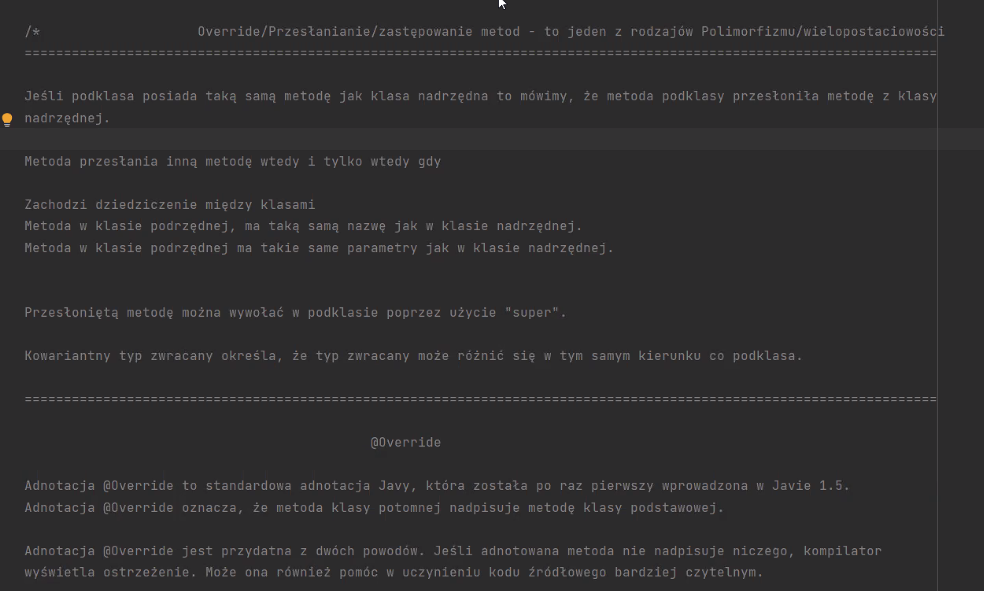 /* Override/Przesłanianie/zastępowanie metod - to jeden z rodzajów Polimorfizmu/wielopostaciowości
====================================================================================================================
Jeśli podklasa posiada taką samą metodę jak klasa nadrzędna to mówimy, że metoda podklasy przesłoniła metodę z klasy
nadrzędnej.
Metoda przesłania inną metodę wtedy i tylko wtedy gdy
Zachodzi dziedziczenie między klasami
Metoda w klasie podrzędnej, ma taką samą nazwę jak w klasie nadrzędnej.
Metoda w klasie podrzędnej ma takie same parametry jak w klasie nadrzędnej.
Przesłoniętą metodę można wywołać w podklasie poprzez użycie "super".
Kowariantny typ zwracany określa, że typ zwracany może różnić się w tym samym kierunku co podklasa.
====================================================================================================================
@Override
Adnotacja @Override to standardowa adnotacja Javy, która została po raz pierwszy wprowadzona w Javie 1.5.
Adnotacja @Override oznacza, że metoda klasy potomnej nadpisuje metodę klasy podstawowej.
Adnotacja @Override jest przydatna z dwóch powodów. Jeśli adnotowana metoda nie nadpisuje niczego, kompilator
wyświetla ostrzeżenie. Może ona również pomóc w uczynieniu kodu źródłowego bardziej czytelnym.